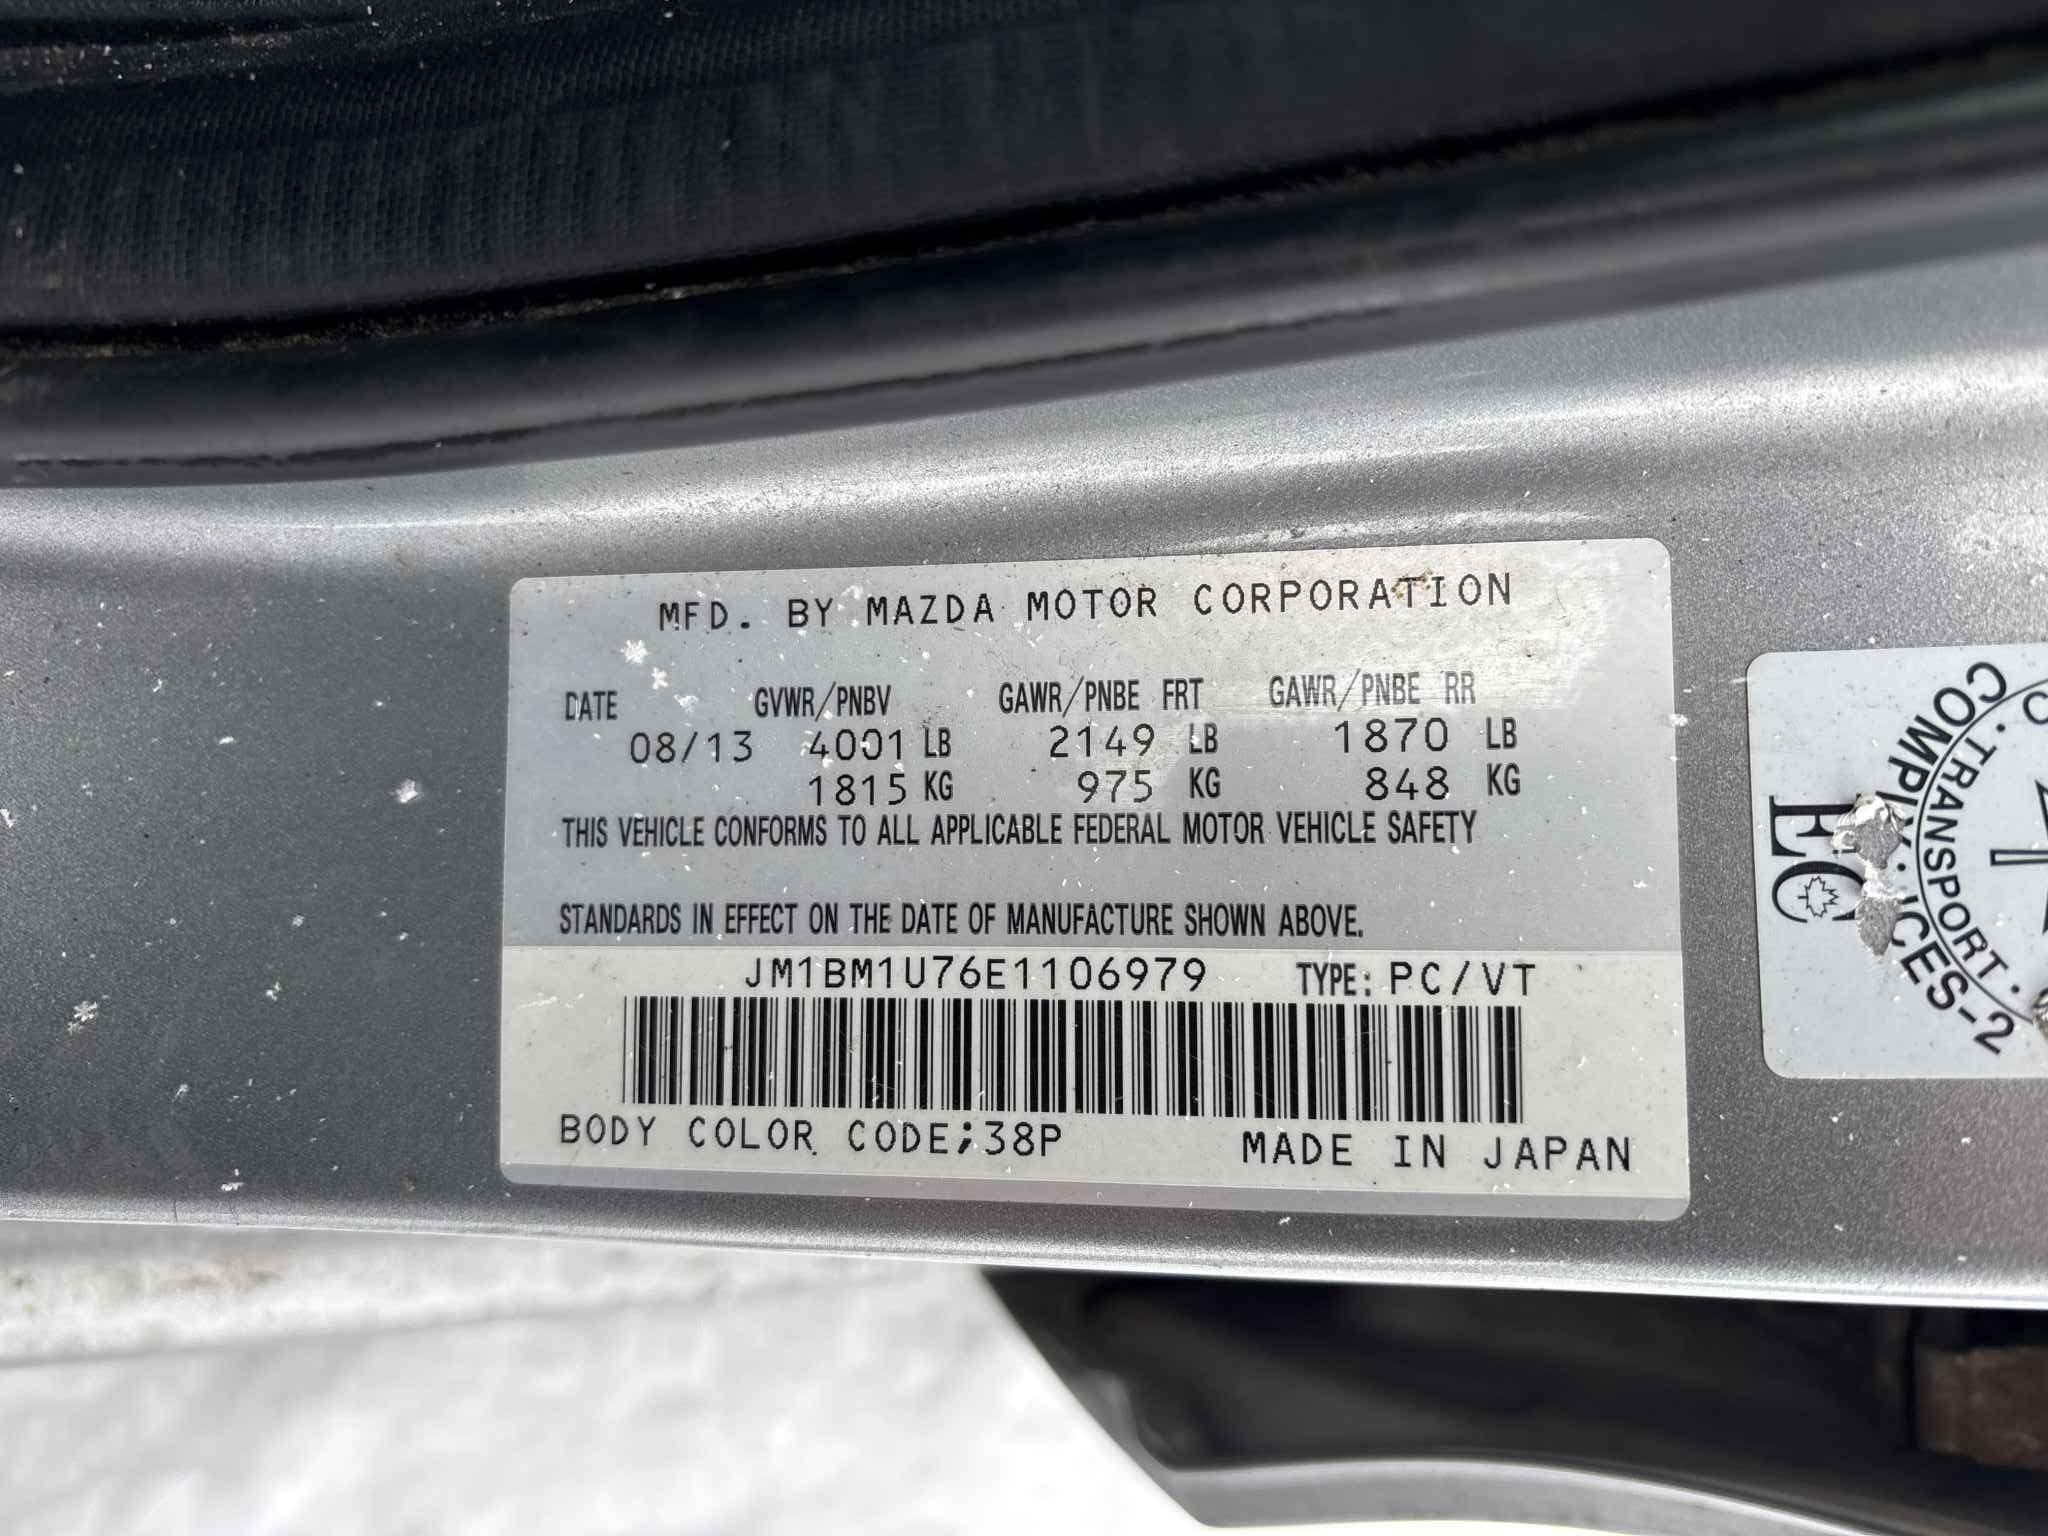 MFD. BY MAZDA MOTOR CORPORATION
DATE GVWR/PNBV GAWR/PNBE FRT GAWR/PNBE RR
08/13 4001 LB 2149 LB 1870 LB
1815 KG 975 KG 848 KG
THIS VEHICLE CONFORMS TO ALL APPLICABLE FEDERAL MOTOR VEHICLE SAFETY
STANDARDS IN EFFECT ON THE DATE OF MANUFACTURE SHOWN ABOVE.
JM1BM1U76E1106979 TYPE: PC/VT
BODY COLOR CODE;38P MADE IN JAPAN
TRANSPORT
EC